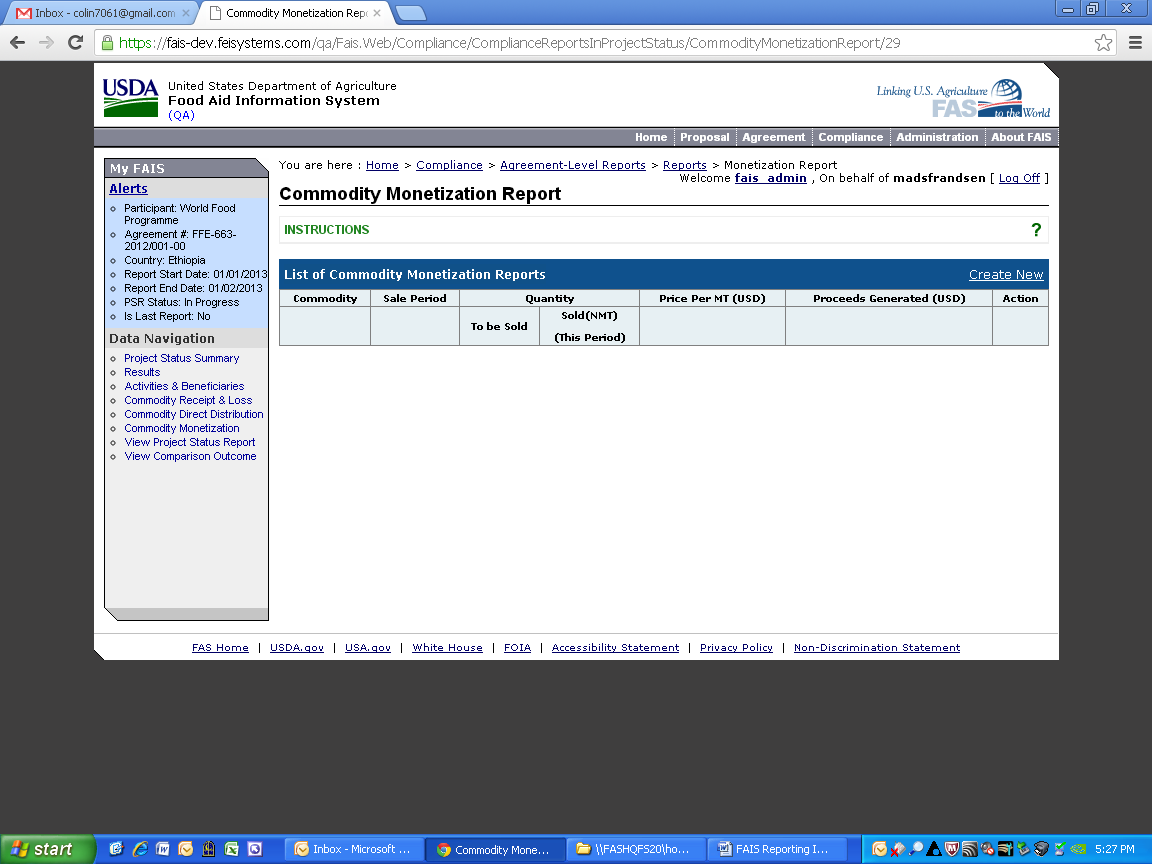 Inbox - colin7061@gmail.com
Commodity Monetization Rep
https://fais-dev.feisystems.com/qa/Fais.Web/Compliance/ComplianceReportsInProjectStatus/CommodityMonetizationReport/29
USDA
United States Department of Agriculture
Food Aid Information System
(QA)
Linking U.S. Agriculture
FAS
to the World
Home Proposal Agreement Compliance Administration About FAIS
My FAIS
Alerts
Participant: World Food
Programme
Agreement #: FFE-663-
2012/001-00
Country: Ethiopia
Report Start Date: 01/01/2013
Report End Date: 01/02/2013
PSR Status: In Progress
Is Last Report: No
Data Navigation
Project Status Summary
Results
Activities & Beneficiaries
Commodity Receipt & Loss
Commodity Direct Distribution
Commodity Monetization
View Project Status Report
View Comparison Outcome
You are here : Home > Compliance > Agreement-Level Reports > Reports > Monetization Report
Welcome fais_admin , On behalf of madsfrandsen [ Log Off ]
Commodity Monetization Report
INSTRUCTIONS ?
List of Commodity Monetization Reports Create New
Commodity Sale Period Quantity Price Per MT (USD) Proceeds Generated (USD) Action
To be Sold Sold(NMT)
(This Period)
FAS Home | USDA.gov | USA.gov | White House | FOIA | Accessibility Statement | Privacy Policy | Non-Discrimination Statement
start Inbox - Microsoft ... Commodity Mone... \\FASHQFS20\ho... FAIS Reporting I... 5:27 PM